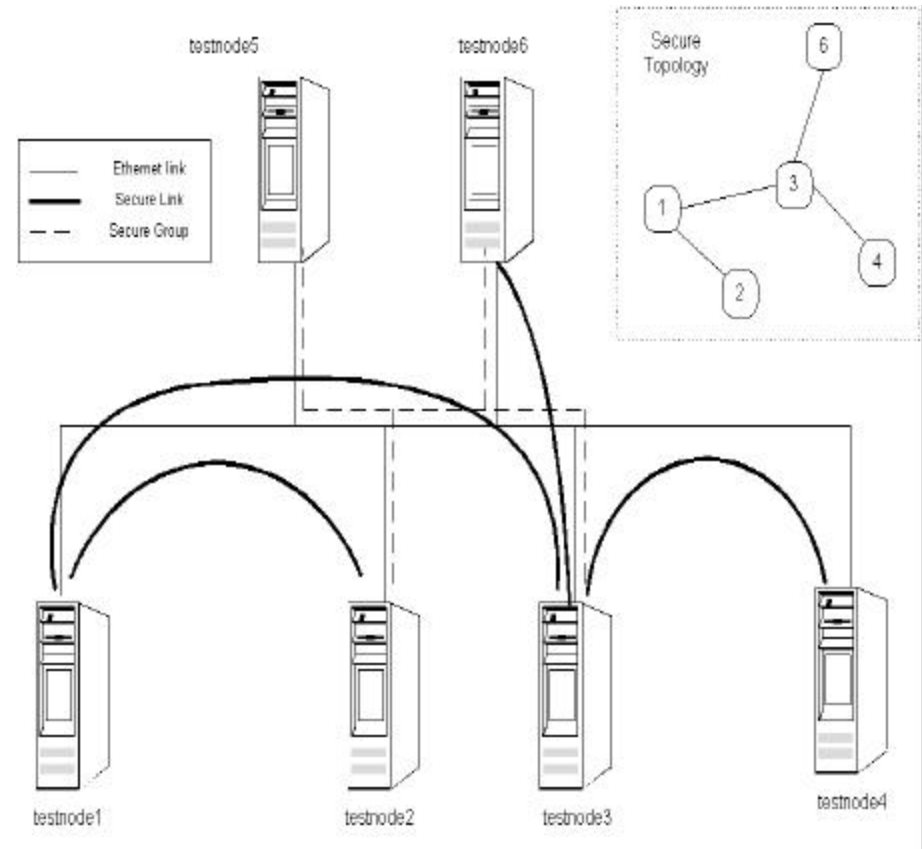 testnode5
testnode6
Secure
Topology
6
3
1
4
2
Ethernet link
Secure Link
Secure Group
testnode1
testnode2
testnode3
testnode4